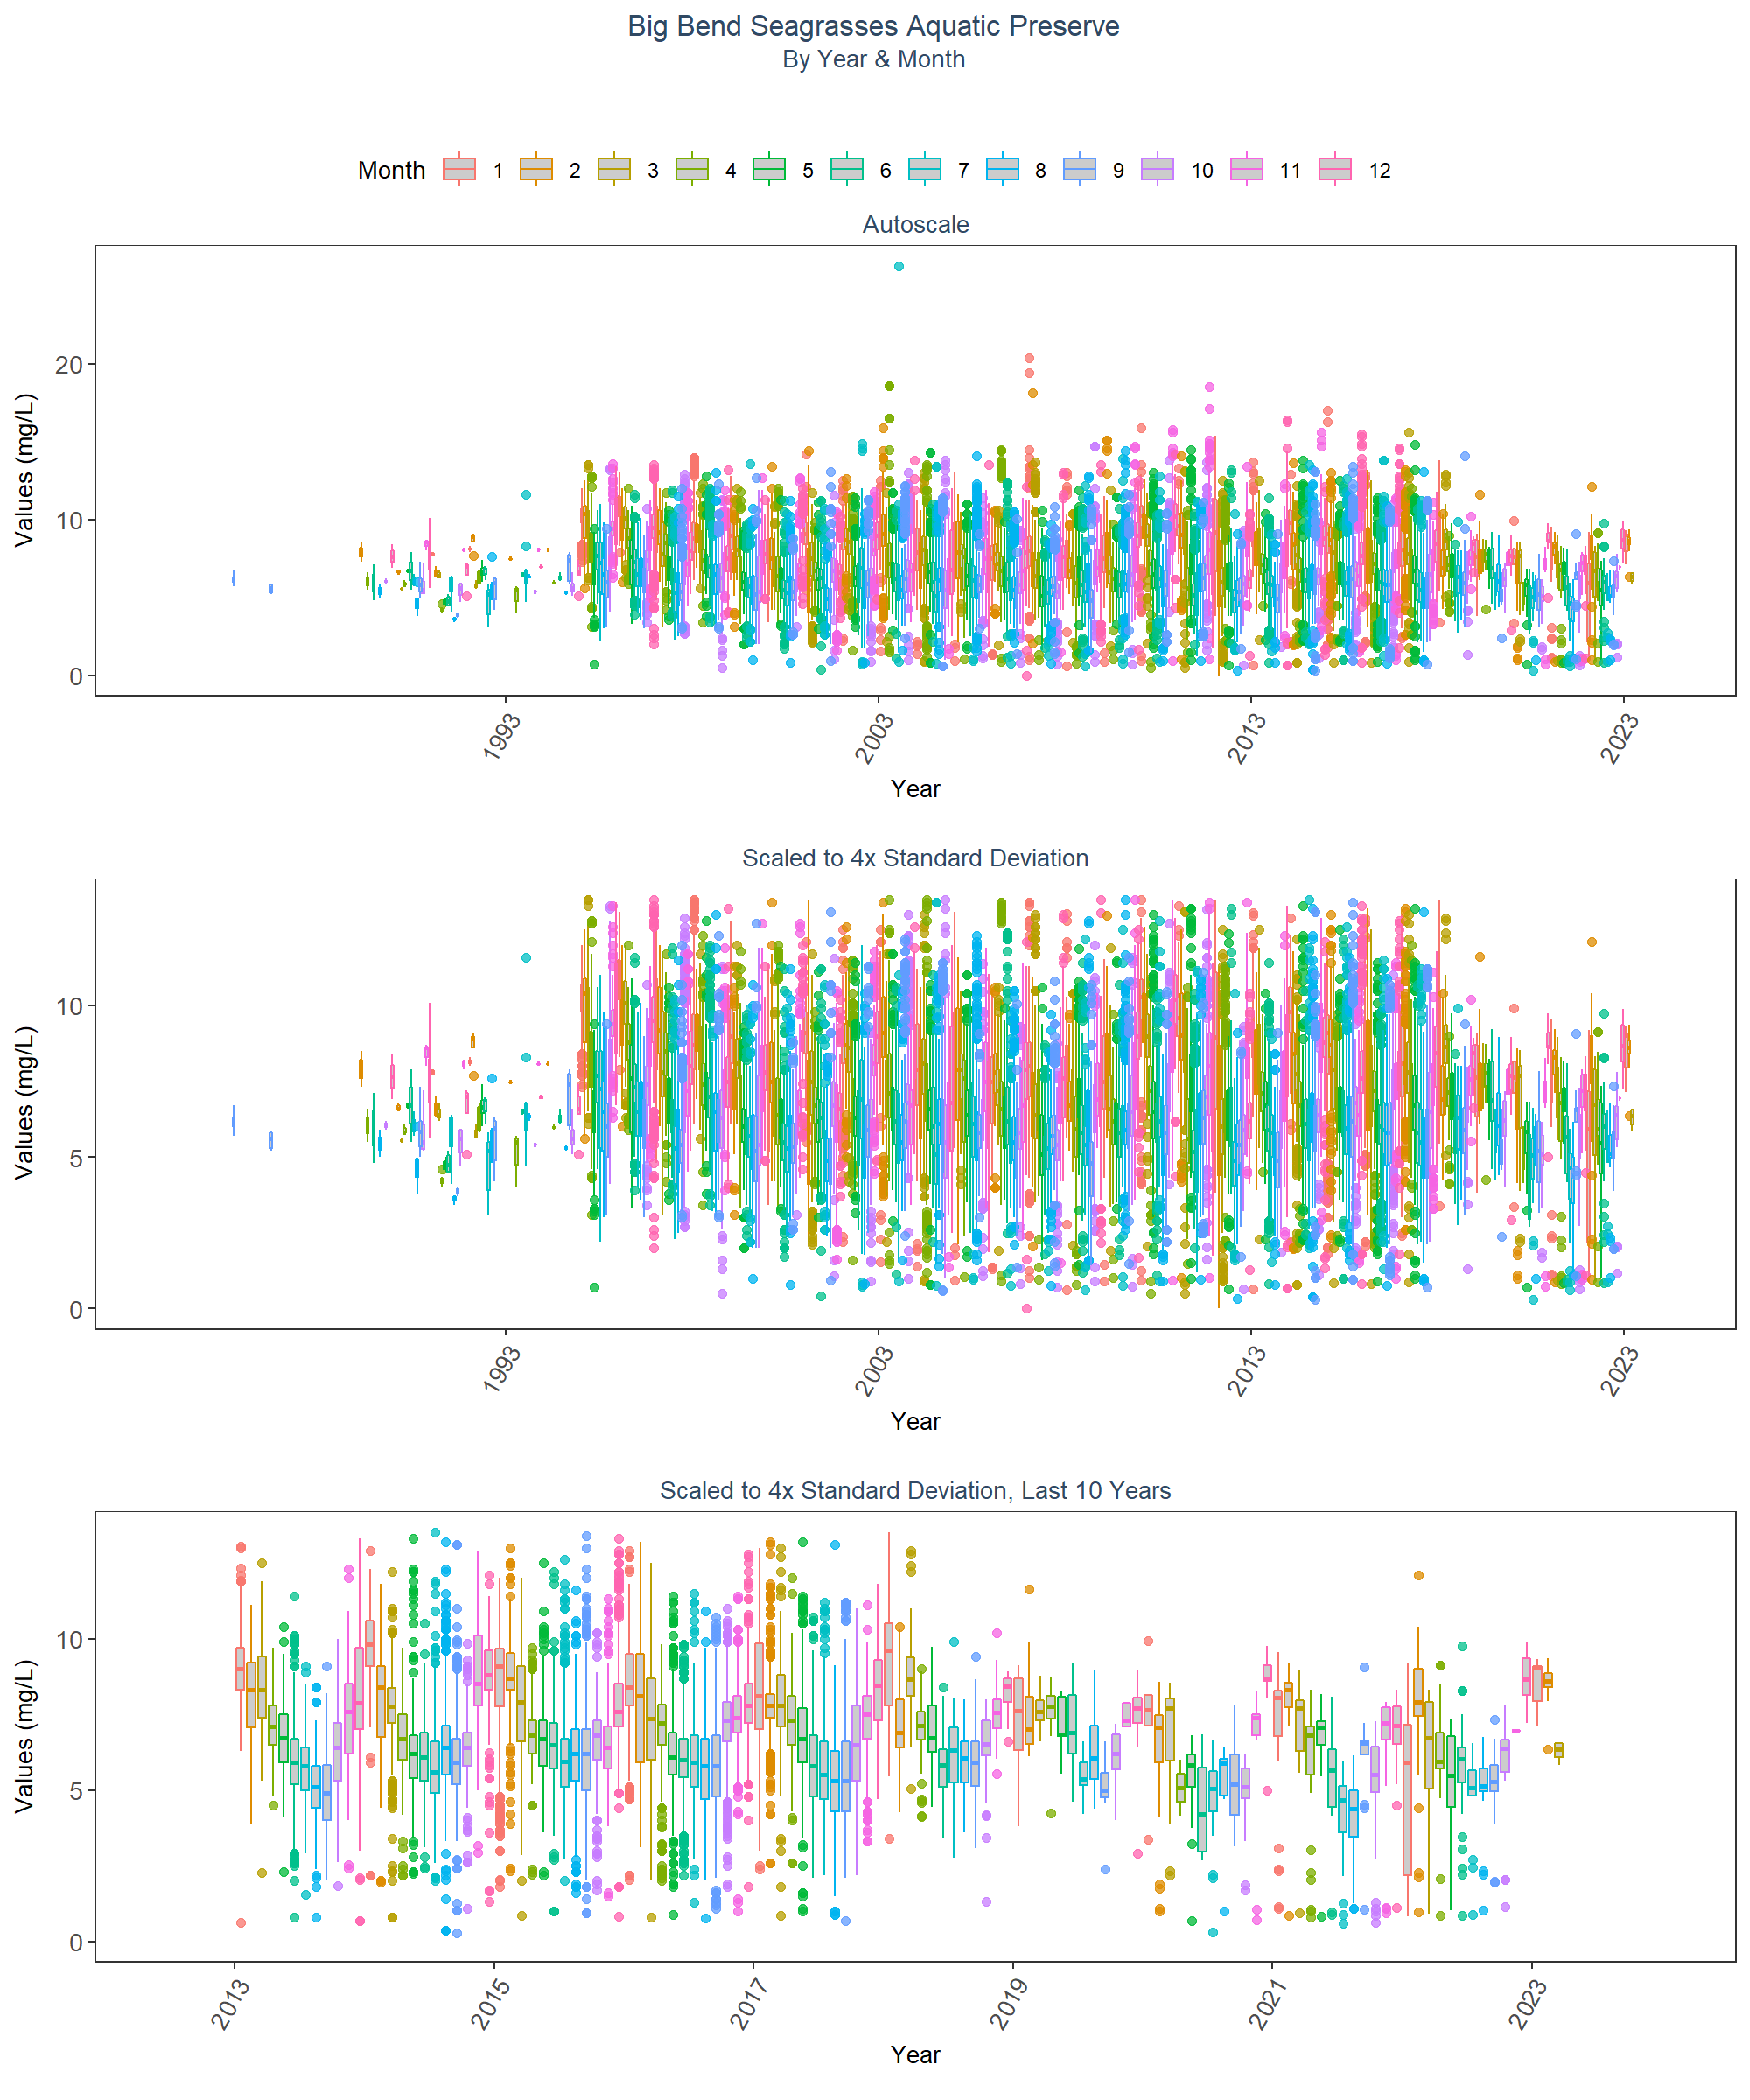 Big Bend Seagrasses Aquatic Preserve
By Year & Month
Month 1 2 3 4 5 6 7 8 9 10 11 12
Autoscale
Values (mg/L)
20
10
0
1993 2003 2013 2023
Year
Scaled to 4x Standard Deviation
Values (mg/L)
10
5
0
1993 2003 2013 2023
Year
Scaled to 4x Standard Deviation, Last 10 Years
Values (mg/L)
10
5
0
2013 2015 2017 2019 2021 2023
Year